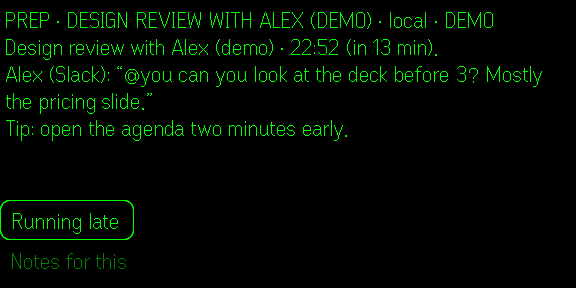 PREP · DESIGN REVIEW WITH ALEX (DEMO) · local · DEMO
Design review with Alex (demo) · 22:52 (in 13 min).
Alex (Slack): “@you can you look at the deck before 3? Mostly
the pricing slide.”
Tip: open the agenda two minutes early.
Running late
Notes for this